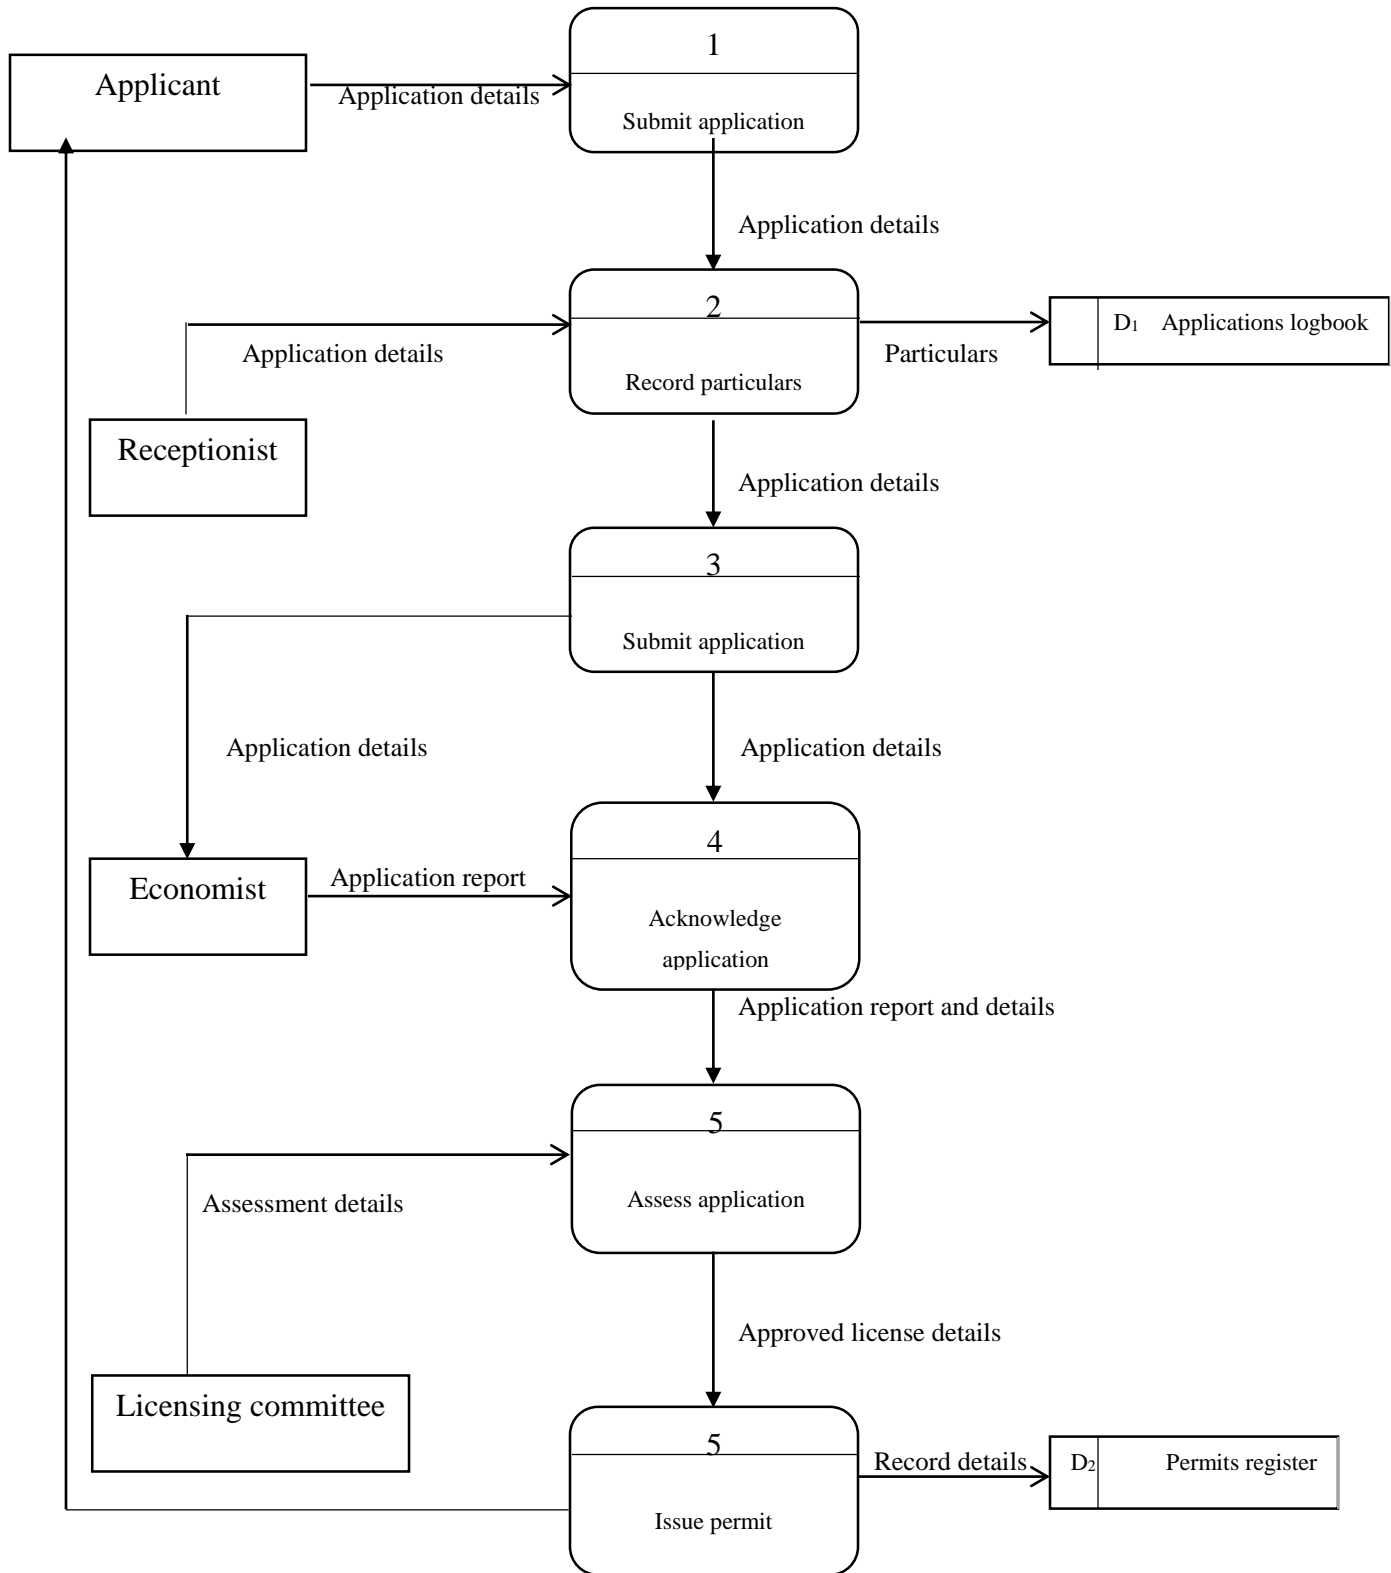 1
Applicant
Application details
Submit application
Application details
2
D1 Applications logbook
Application details
Particulars
Record particulars
Receptionist
Application details
3
Submit application
Application details
Application details
4
Economist
Application report
Acknowledge
application
Application report and details
5
Assess application
Assessment details
Approved license details
Licensing committee
5
Record details
D2 Permits register
Issue permit